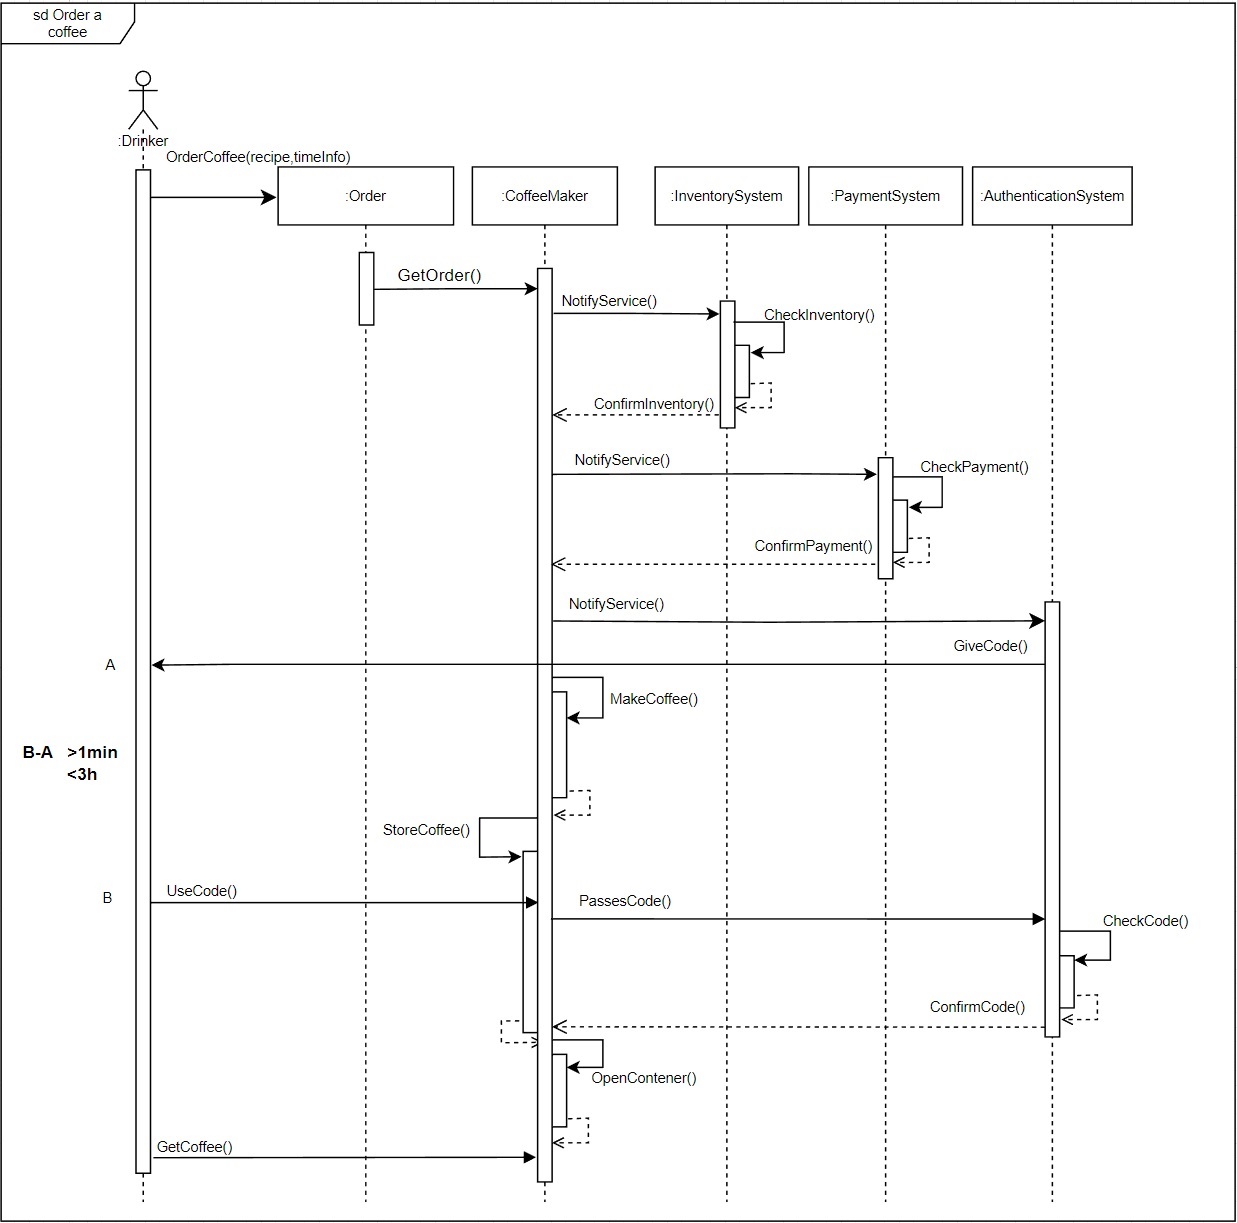 sd Order a
coffee
:Drinker
OrderCoffee(recipe,timeInfo)
:Order
:CoffeeMaker
:InventorySystem
:PaymentSystem
:AuthenticationSystem
GetOrder()
NotifyService()
CheckInventory()
ConfirmInventory()
NotifyService()
CheckPayment()
ConfirmPayment()
NotifyService()
GiveCode()
A
MakeCoffee()
B-A >1min
<3h
StoreCoffee()
B
UseCode()
PassesCode()
CheckCode()
ConfirmCode()
OpenContener()
GetCoffee()